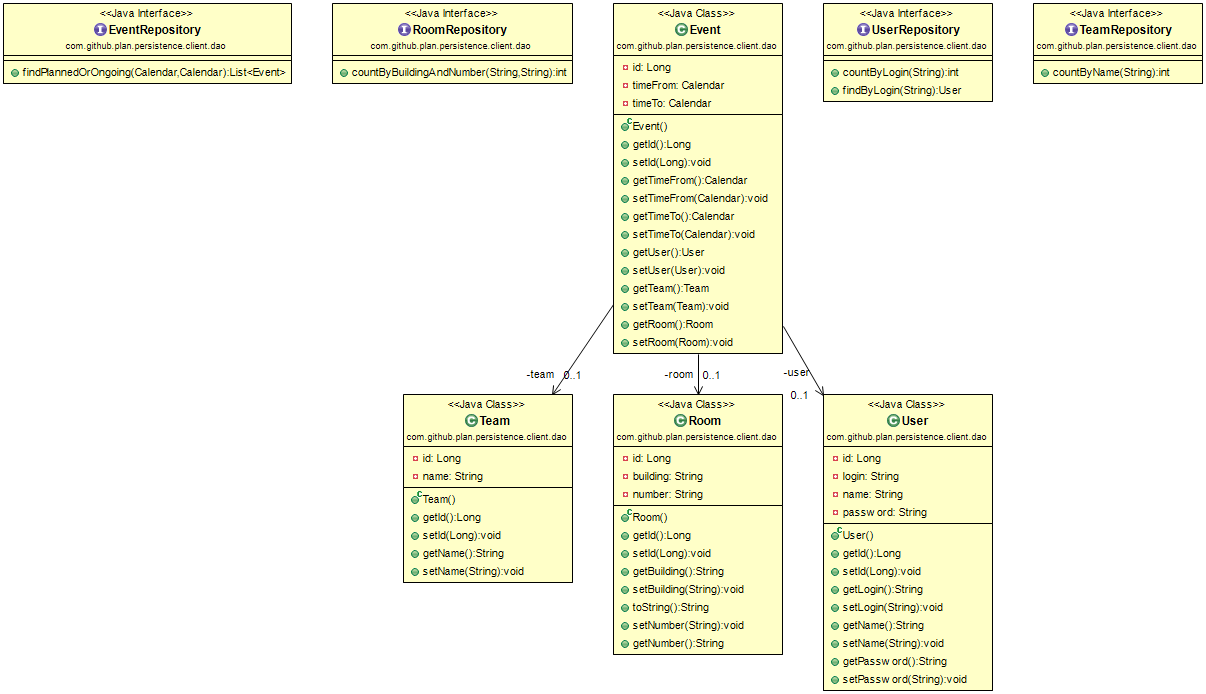 <<Java Interface>>
EventRepository
com.github.plan.persistence.client.dao
findPlannedOrOngoing(Calendar,Calendar):List<Event>
<<Java Interface>>
RoomRepository
com.github.plan.persistence.client.dao
countByBuildingAndNumber(String,String):int
<<Java Class>>
Event
com.github.plan.persistence.client.dao
id: Long
timeFrom: Calendar
timeTo: Calendar
Event()
getId():Long
setId(Long):void
getTimeFrom():Calendar
setTimeFrom(Calendar):void
getTimeTo():Calendar
setTimeTo(Calendar):void
getUser():User
setUser(User):void
getTeam():Team
setTeam(Team):void
getRoom():Room
setRoom(Room):void
<<Java Interface>>
UserRepository
com.github.plan.persistence.client.dao
countByLogin(String):int
findByLogin(String):User
<<Java Interface>>
TeamRepository
com.github.plan.persistence.client.dao
countByName(String):int
-team 0..1
-room 0..1
-user
0..1
<<Java Class>>
Team
com.github.plan.persistence.client.dao
id: Long
name: String
Team()
getId():Long
setId(Long):void
getName():String
setName(String):void
<<Java Class>>
Room
com.github.plan.persistence.client.dao
id: Long
building: String
number: String
Room()
getId():Long
setId(Long):void
getBuilding():String
setBuilding(String):void
toString():String
setNumber(String):void
getNumber():String
<<Java Class>>
User
com.github.plan.persistence.client.dao
id: Long
login: String
name: String
password: String
User()
getId():Long
setId(Long):void
getLogin():String
setLogin(String):void
getName():String
setName(String):void
getPassword():String
setPassword(String):void